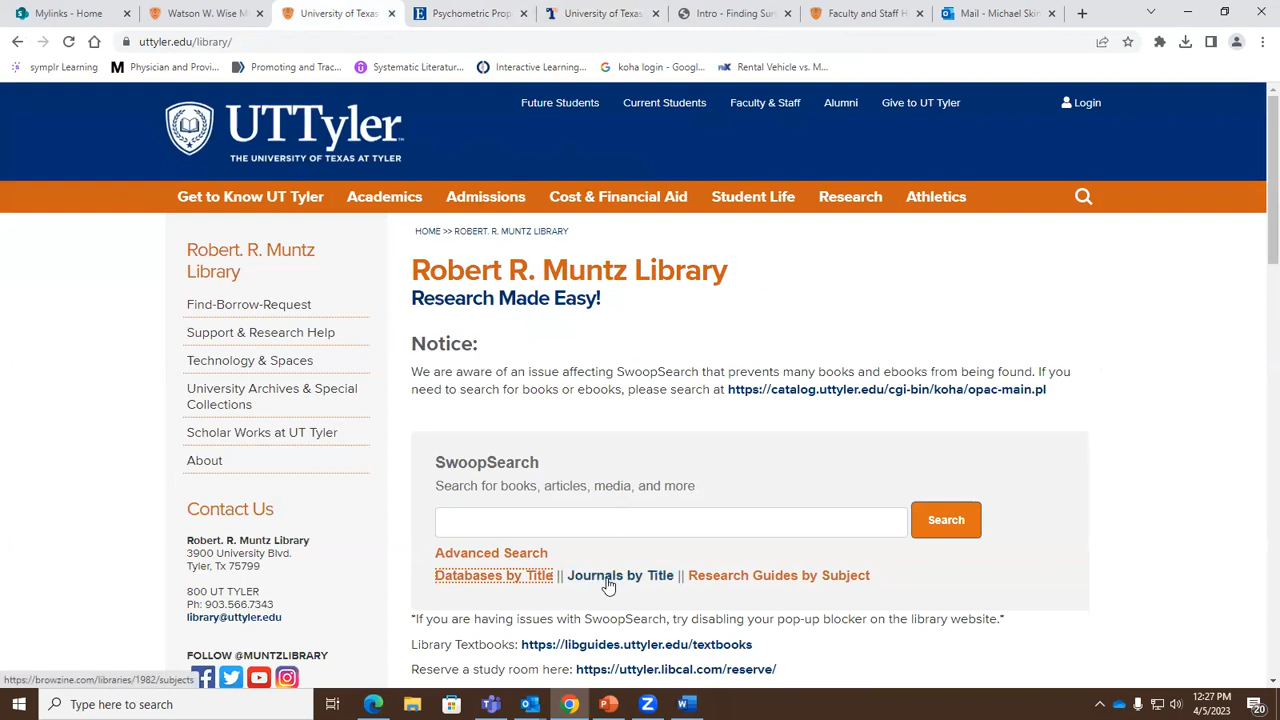 Mylinks - Home
Watson W. Wise M
University of Texa
Psychometric Prop
University of Texas
Intro - Finding Sur
Faculty and Staff H
Mail - Michael Skin
uttyler.edu/library/
symplr Learning
Physician and Provi...
Promoting and Trac...
Systematic Literatur...
Interactive Learning...
koha login - Googl...
Rental Vehicle vs. M...
Future Students
Current Students
Faculty & Staff
Alumni
Give to UT Tyler
Login
UTTyler
THE UNIVERSITY OF TEXAS AT TYLER
Get to Know UT Tyler
Academics
Admissions
Cost & Financial Aid
Student Life
Research
Athletics
Robert. R. Muntz
Library
Find-Borrow-Request
Support & Research Help
Technology & Spaces
University Archives & Special
Collections
Scholar Works at UT Tyler
About
Contact Us
Robert. R. Muntz Library
3900 University Blvd.
Tyler, Tx 75799
800 UT TYLER
Ph: 903.566.7343
library@uttyler.edu
FOLLOW @MUNTZLIBRARY
HOME >> ROBERT. R. MUNTZ LIBRARY
Robert R. Muntz Library
Research Made Easy!
Notice:
We are aware of an issue affecting SwoopSearch that prevents many books and ebooks from being found. If you
need to search for books or ebooks, please search at https://catalog.uttyler.edu/cgi-bin/koha/opac-main.pl
SwoopSearch
Search for books, articles, media, and more
Search
Advanced Search
Databases by Title || Journals by Title || Research Guides by Subject
*If you are having issues with SwoopSearch, try disabling your pop-up blocker on the library website.*
Library Textbooks: https://libguides.uttyler.edu/textbooks
Reserve a study room here: https://uttyler.libcal.com/reserve/
https://browzine.com/libraries/1982/subjects
Type here to search
12:27 PM
4/5/2023
20